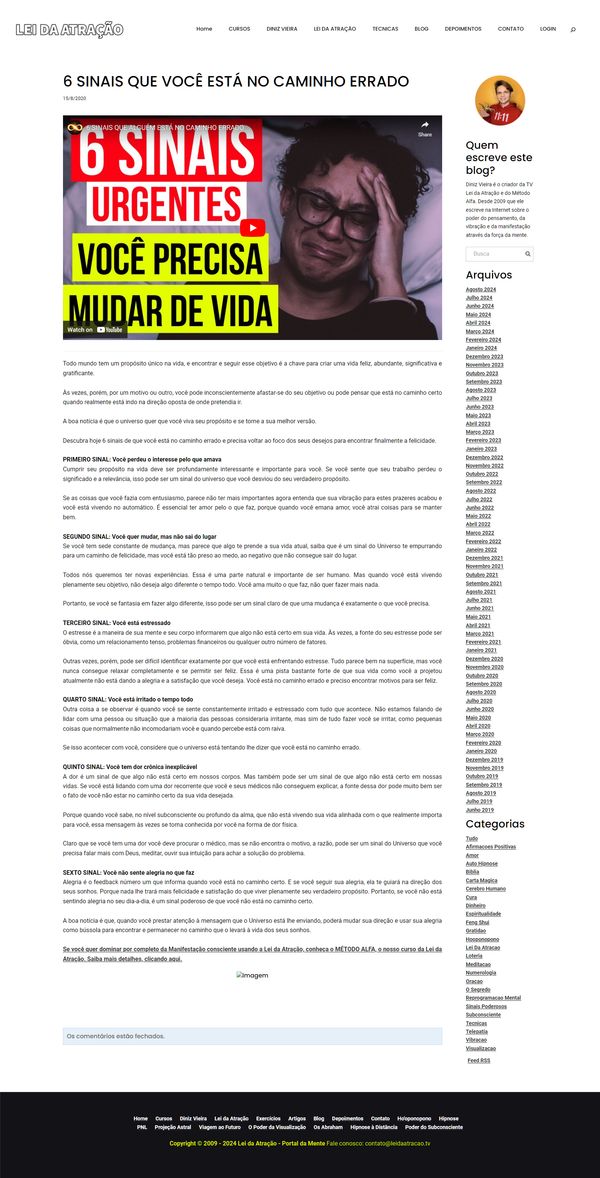 LEI DA ATRAÇÃO
Home CURSOS DINIZ VIEIRA LEI DA ATRAÇÃO TÉCNICAS BLOG DEPOIMENTOS CONTATO LOGIN
6 SINAIS QUE VOCÊ ESTÁ NO CAMINHO ERRADO
15/8/2020
6 SINAIS QUE ALGUÉM ESTÁ NO CAMINHO ERRADO
Share
6 SINAIS
URGENTES
VOCÊ PRECISA
MUDAR DE VIDA
Watch on YouTube
Todo mundo tem um propósito único na vida, e encontrar e seguir esse objetivo é a chave para criar uma vida feliz, abundante, significativa e
gratificante.
Às vezes, porém, por um motivo ou outro, você pode inconscientemente afastar-se do seu objetivo ou pode pensar que está no caminho certo
quando realmente está indo na direção oposta de onde pretendia ir.
A boa notícia é que o universo quer que você viva seu propósito e se torne a sua melhor versão.
Descubra hoje 6 sinais de que você está no caminho errado e precisa voltar ao foco dos seus desejos para encontrar finalmente a felicidade.
PRIMEIRO SINAL: Você perdeu o interesse pelo que amava
Cumprir seu propósito na vida deve ser profundamente interessante e importante para você. Se você sente que seu trabalho perdeu o
significado e a relevância, isso pode ser um sinal do universo que você desviou do seu verdadeiro propósito.
Se as coisas que você fazia com entusiasmo, parece não ter mais importantes agora entenda que sua vibração para estes prazeres acabou e
você está vivendo no automático. É essencial ter amor pelo o que faz, porque quando você emana amor, você atrai coisas para se manter
bem.
SEGUNDO SINAL: Você quer mudar, mas não sai do lugar
Se você tem sede constante de mudança, mas parece que algo te prende a sua vida atual, saiba que é um sinal do Universo te empurrando
para um caminho de felicidade, mas você está tão preso ao medo, ao negativo que não consegue sair do lugar.
Todos nós queremos ter novas experiências. Essa é uma parte natural e importante de ser humano. Mas quando você está vivendo
plenamente seu objetivo, não deseja algo diferente o tempo todo. Você ama muito o que faz, não quer fazer mais nada.
Portanto, se você se fantasia em fazer algo diferente, isso pode ser um sinal claro de que uma mudança é exatamente o que você precisa.
TERCEIRO SINAL: Você está estressado
O estresse é a maneira de sua mente e seu corpo informarem que algo não está certo em sua vida. Às vezes, a fonte do seu estresse pode ser
óbvia, como um relacionamento tenso, problemas financeiros ou qualquer outro número de fatores.
Outras vezes, porém, pode ser difícil identificar exatamente por que você está enfrentando estresse. Tudo parece bem na superfície, mas você
nunca consegue relaxar completamente e se permitir ser feliz. Essa é uma pista bastante forte de que sua vida como você a projetou
atualmente não está dando a alegria e a satisfação que você deseja. Você está no caminho errado e preciso encontrar motivos para ser feliz.
QUARTO SINAL: Você está irritado o tempo todo
Outra coisa a se observar é quando você se sente constantemente irritado e estressado com tudo que acontece. Não estamos falando de
lidar com uma pessoa ou situação que a maioria das pessoas consideraria irritante, mas sim de tudo fazer você se irritar, como pequenas
coisas que normalmente não incomodariam você e quando percebe está com raiva.
Se isso acontecer com você, considere que o universo está tentando lhe dizer que você está no caminho errado.
QUINTO SINAL: Você tem dor crônica inexplicável
A dor é um sinal de que algo não está certo em nossos corpos. Mas também pode ser um sinal de que algo não está certo em nossas
vidas. Se você está lidando com uma dor recorrente que você e seus médicos não conseguem explicar, a fonte dessa dor pode muito bem ser
o fato de você não estar no caminho certo da sua vida desejada.
Porque quando você sabe, no nível subconsciente ou profundo da alma, que não está vivendo sua vida alinhada com o que realmente importa
para você, essa mensagem às vezes se torna conhecida por você na forma de dor física.
Claro que se você tem uma dor você deve procurar o médico, mas se não encontra o motivo, a razão, pode ser um sinal do Universo que você
precisa falar mais com Deus, meditar, ouvir sua intuição para achar a solução do problema.
SEXTO SINAL: Você não sente alegria no que faz
Alegria é o feedback número um que informa quando você está no caminho certo. E se você seguir sua alegria, ela te guiará na direção dos
seus sonhos. Porque nada lhe trará mais felicidade e satisfação do que viver plenamente seu verdadeiro propósito. Portanto, se você não está
sentindo alegria no seu dia-a-dia, é um sinal poderoso de que você não está no caminho certo.
A boa notícia é que, quando você prestar atenção à mensagem que o Universo está lhe enviando, poderá mudar sua direção e usar sua alegria
como bússola para encontrar e permanecer no caminho que o levará à vida dos seus sonhos.
Se você quer dominar por completo da Manifestação consciente usando a Lei da Atração, conheça o MÉTODO ALFA, o nosso curso da Lei da
Atração. Saiba mais detalhes, clicando aqui.
Imagem
Os comentários estão fechados.
11:11
Quem
escreve este
blog?
Diniz Vieira é o criador da TV
Lei da Atração e do Método
Alfa. Desde 2009 que ele
escreve na Internet sobre o
poder do pensamento, da
vibração e da manifestação
através da força da mente.
Busca
Arquivos
Agosto 2024
Julho 2024
Junho 2024
Maio 2024
Abril 2024
Março 2024
Fevereiro 2024
Janeiro 2024
Dezembro 2023
Novembro 2023
Outubro 2023
Setembro 2023
Agosto 2023
Julho 2023
Junho 2023
Maio 2023
Abril 2023
Março 2023
Fevereiro 2023
Janeiro 2023
Dezembro 2022
Novembro 2022
Outubro 2022
Setembro 2022
Agosto 2022
Julho 2022
Junho 2022
Maio 2022
Abril 2022
Março 2022
Fevereiro 2022
Janeiro 2022
Dezembro 2021
Novembro 2021
Outubro 2021
Setembro 2021
Agosto 2021
Julho 2021
Junho 2021
Maio 2021
Abril 2021
Março 2021
Fevereiro 2021
Janeiro 2021
Dezembro 2020
Novembro 2020
Outubro 2020
Setembro 2020
Agosto 2020
Julho 2020
Junho 2020
Maio 2020
Abril 2020
Março 2020
Fevereiro 2020
Janeiro 2020
Dezembro 2019
Novembro 2019
Outubro 2019
Setembro 2019
Agosto 2019
Julho 2019
Junho 2019
Categorias
Tudo
Afirmacoes Positivas
Amor
Auto Hipnose
Bíblia
Carta Magica
Cerebro Humano
Cura
Dinheiro
Espiritualidade
Feng Shui
Gratidao
Hooponopono
Lei Da Atracao
Loteria
Meditacao
Numerologia
Oracao
O Segredo
Reprogramacao Mental
Sinais Poderosos
Subconsciente
Tecnicas
Telepatia
Vibracao
Visualizacao
Feed RSS
Home Cursos Diniz Vieira Lei da Atração Exercícios Artigos Blog Depoimentos Contato Ho'oponopono Hipnose
PNL Projeção Astral Viagem ao Futuro O Poder da Visualização Os Abraham Hipnose à Distância Poder do Subconsciente
Copyright © 2009 - 2024 Lei da Atração - Portal da Mente Fale conosco: contato@leidaatracao.tv